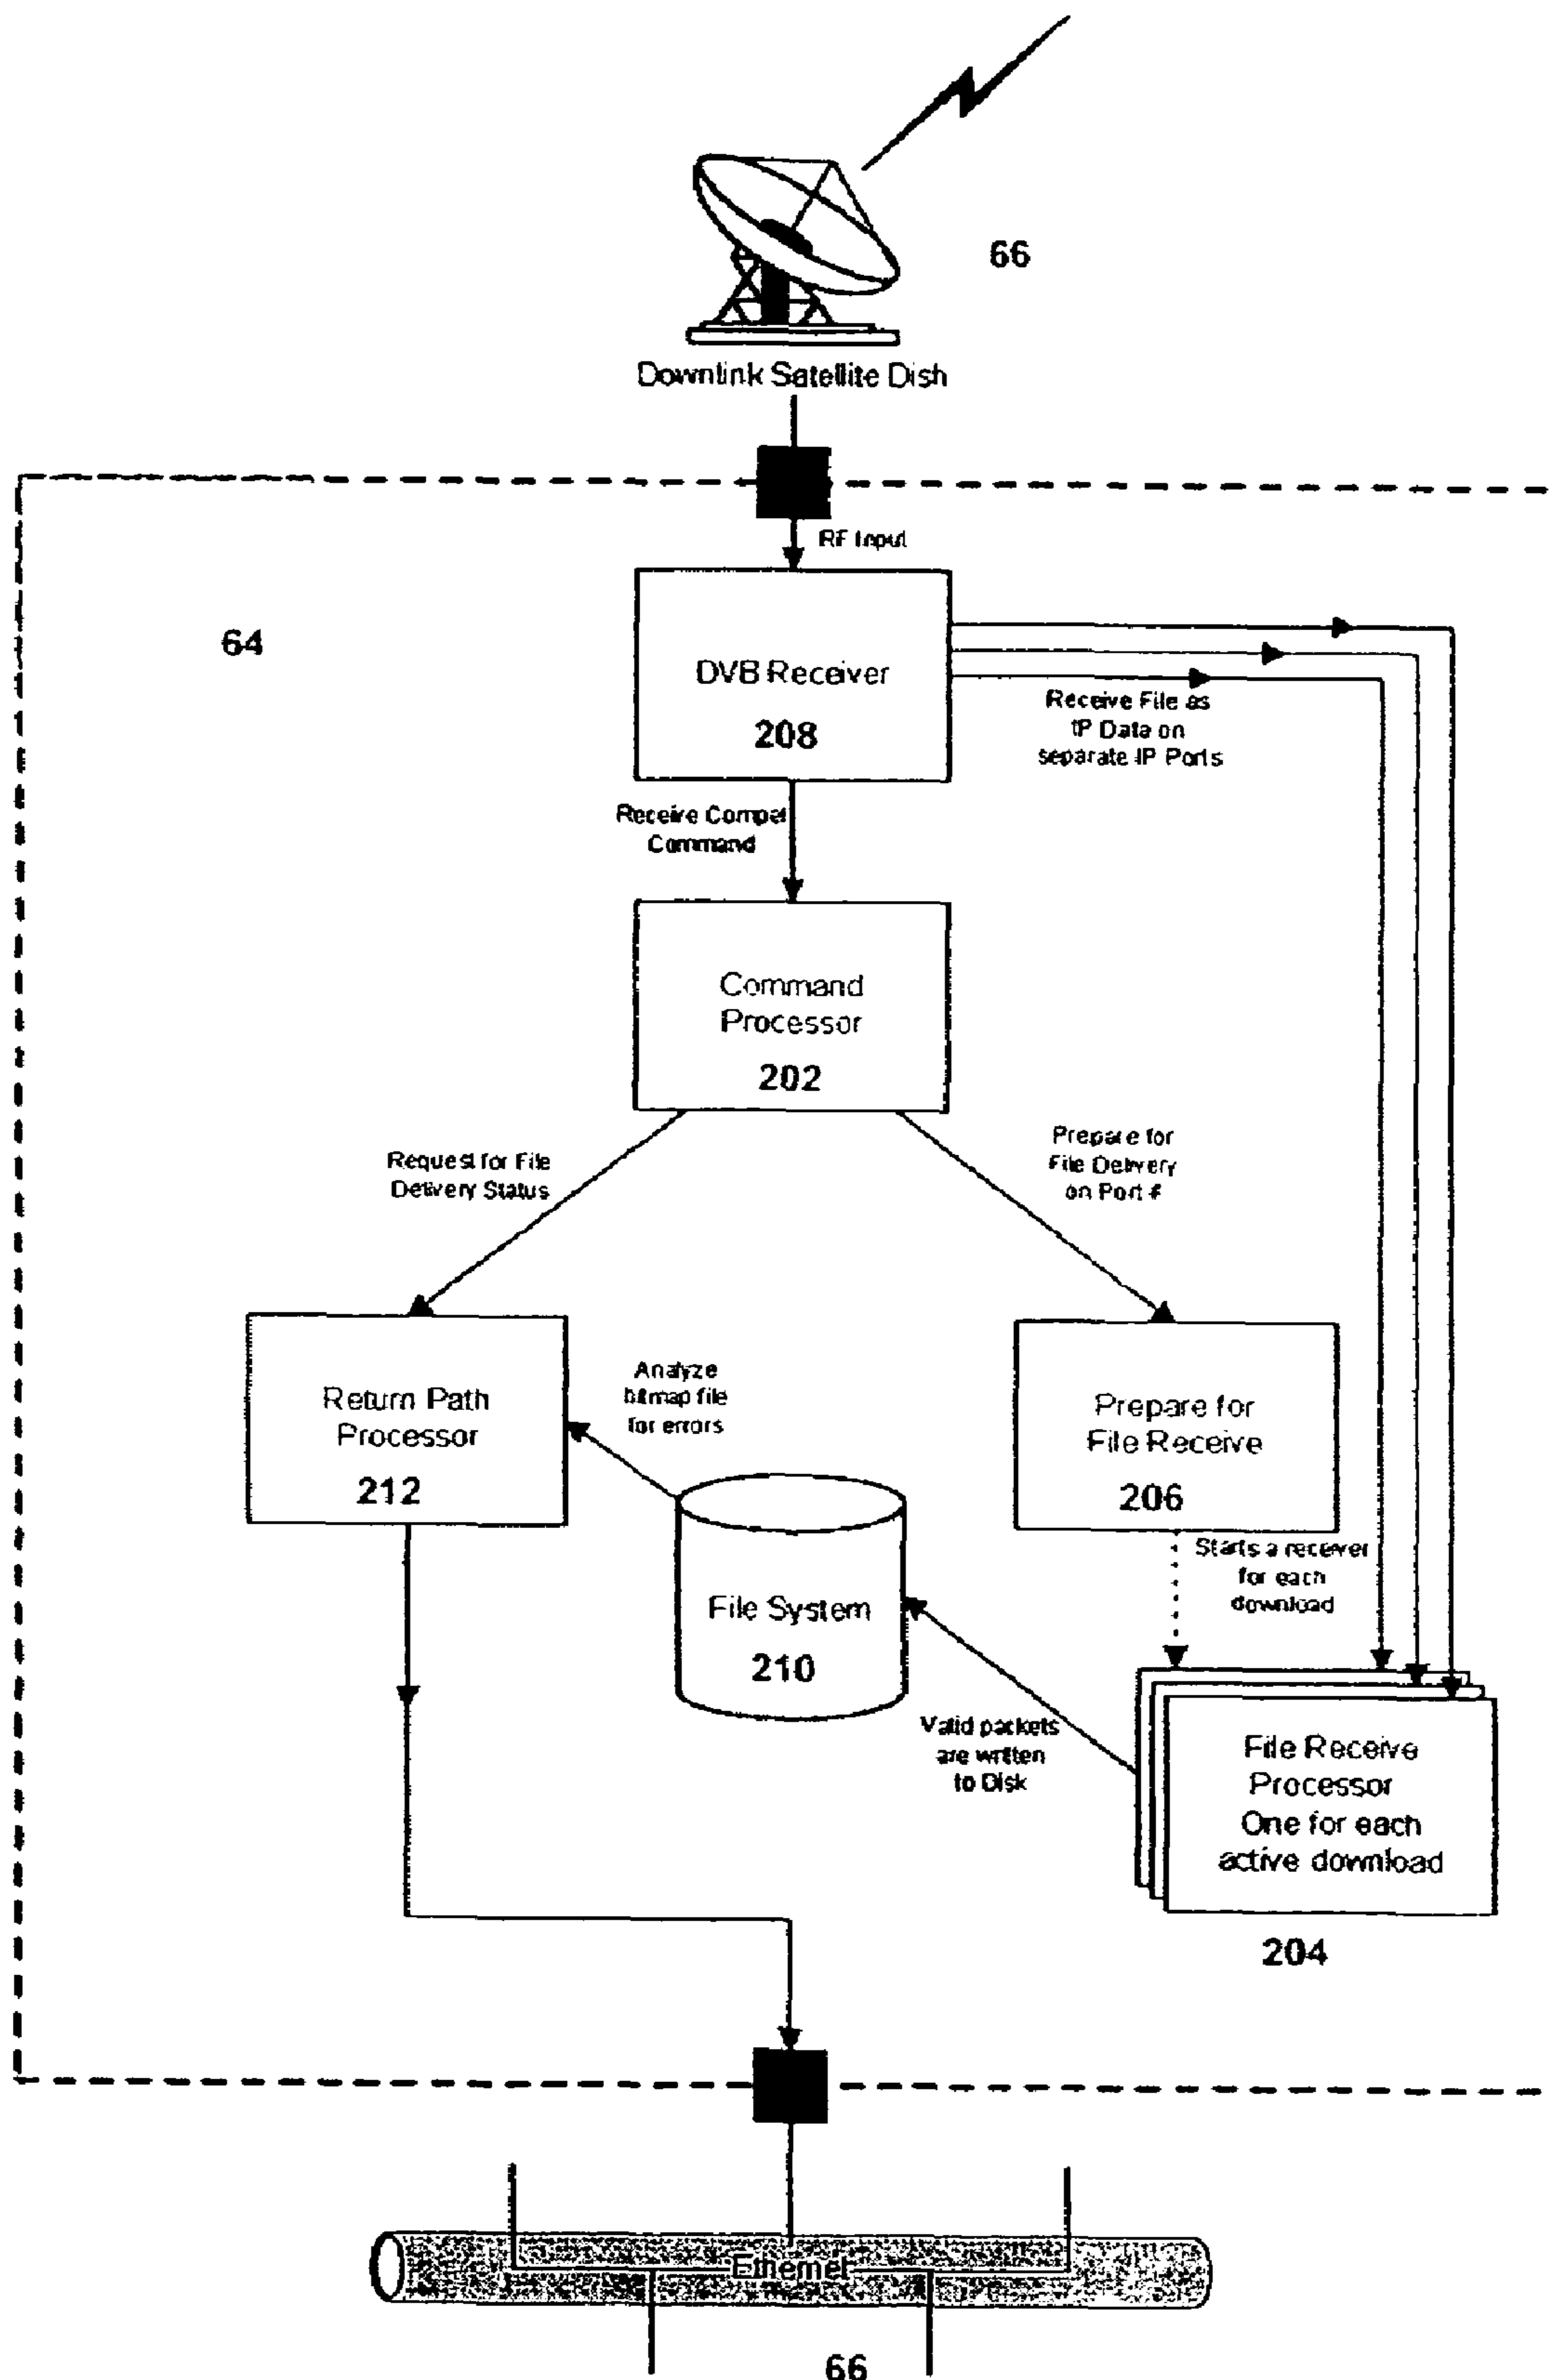 66
Downlink Satellite Dish
RF Input
64
DVB Receiver
208
Receive File as
IP Data on
separate IP Ports
Receive Compel
Command
Command
Processor
202
Request for File
Delivery Status
Prepare for
File Delivery
on Port #
Return Path
Processor
212
Analyze
bitmap file
for errors
Prepare for
File Receive
206
Starts a receiver
for each
download
File System
210
Valid packets
are written
to Disk
File Receive
Processor
One for each
active download
204
Ethernet
66